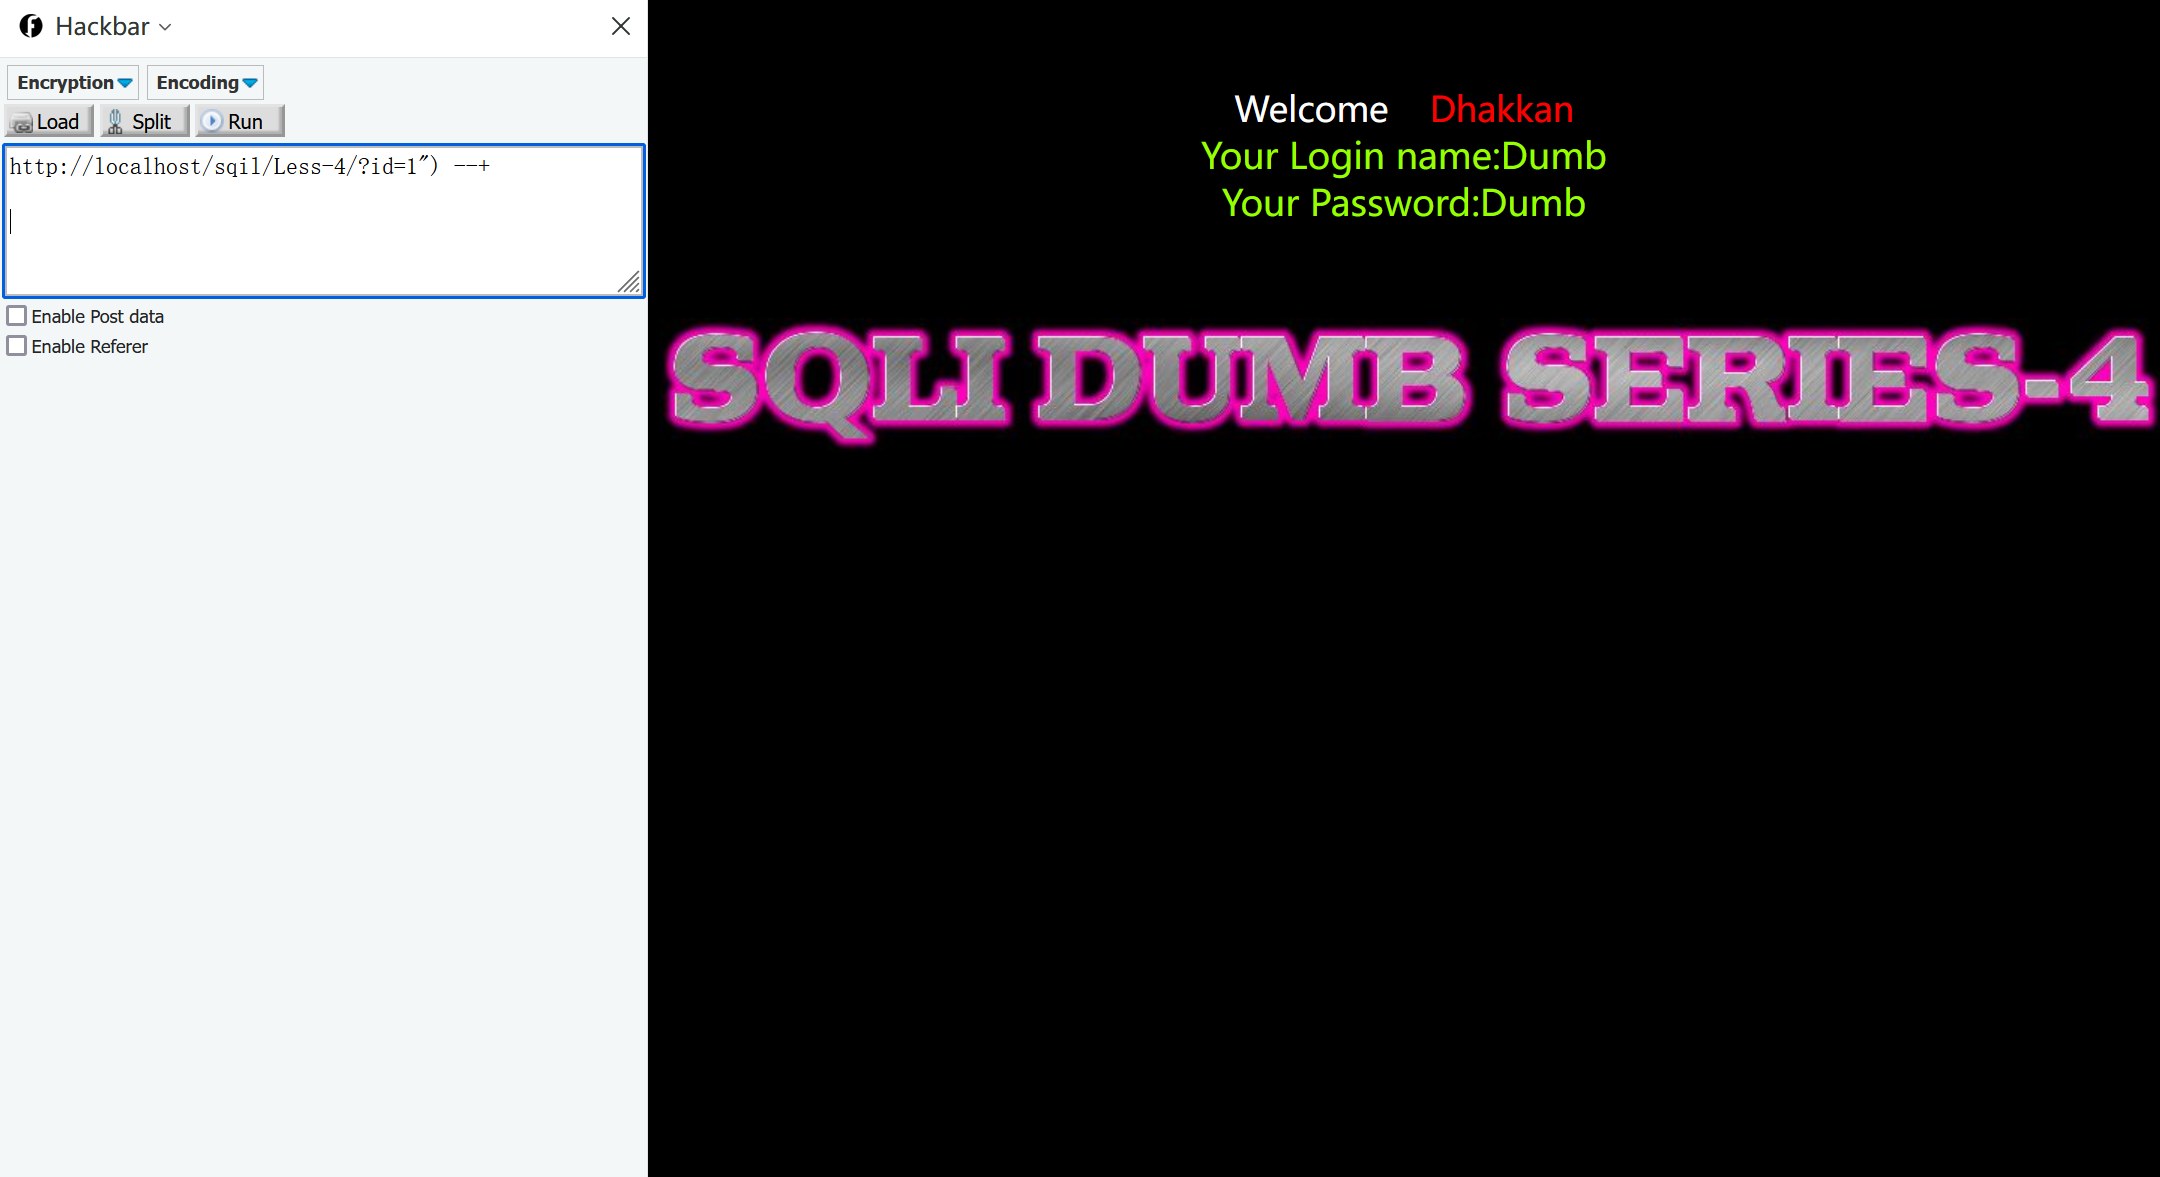 Hackbar
Encryption Encoding
Load Split Run
http://localhost/sqil/Less-4/?id=1") --+
Enable Post data
Enable Referer
Welcome Dhakkan
Your Login name:Dumb
Your Password:Dumb
SQLI DUMB SERIES-4